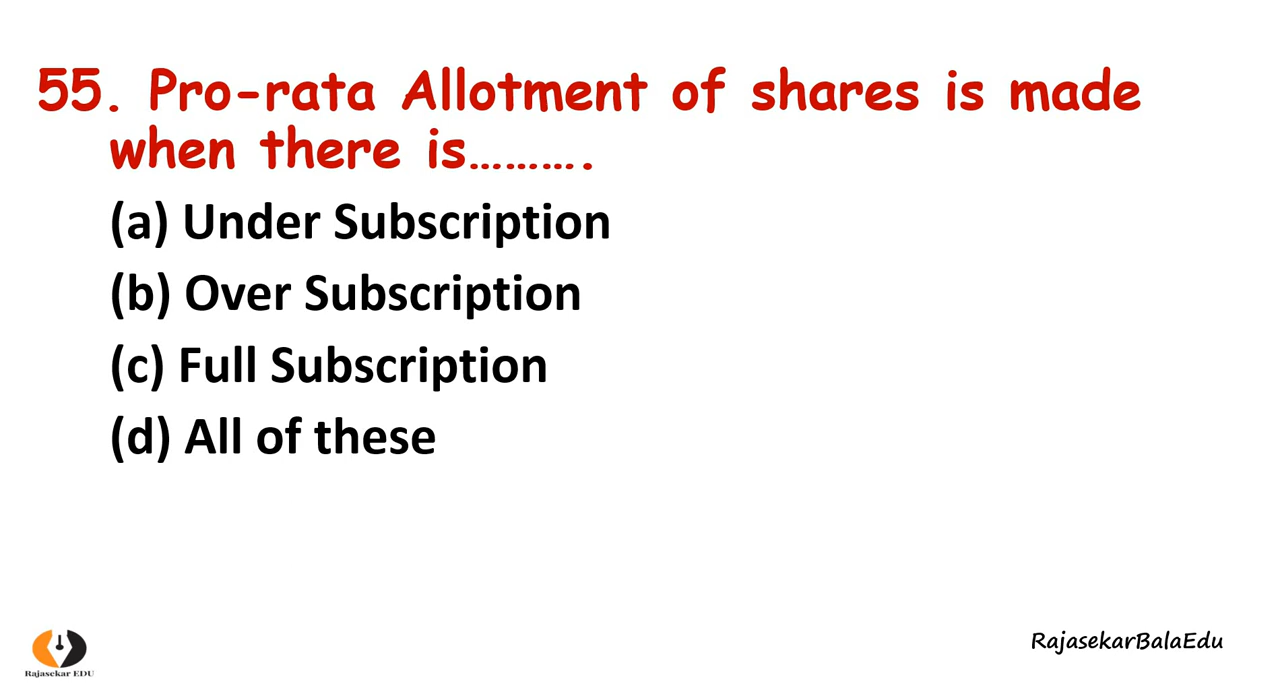 55. Pro-rata Allotment of shares is made
when there is……….
(a) Under Subscription
(b) Over Subscription
(c) Full Subscription
(d) All of these
Rajasekar EDU
RajasekarBalaEdu